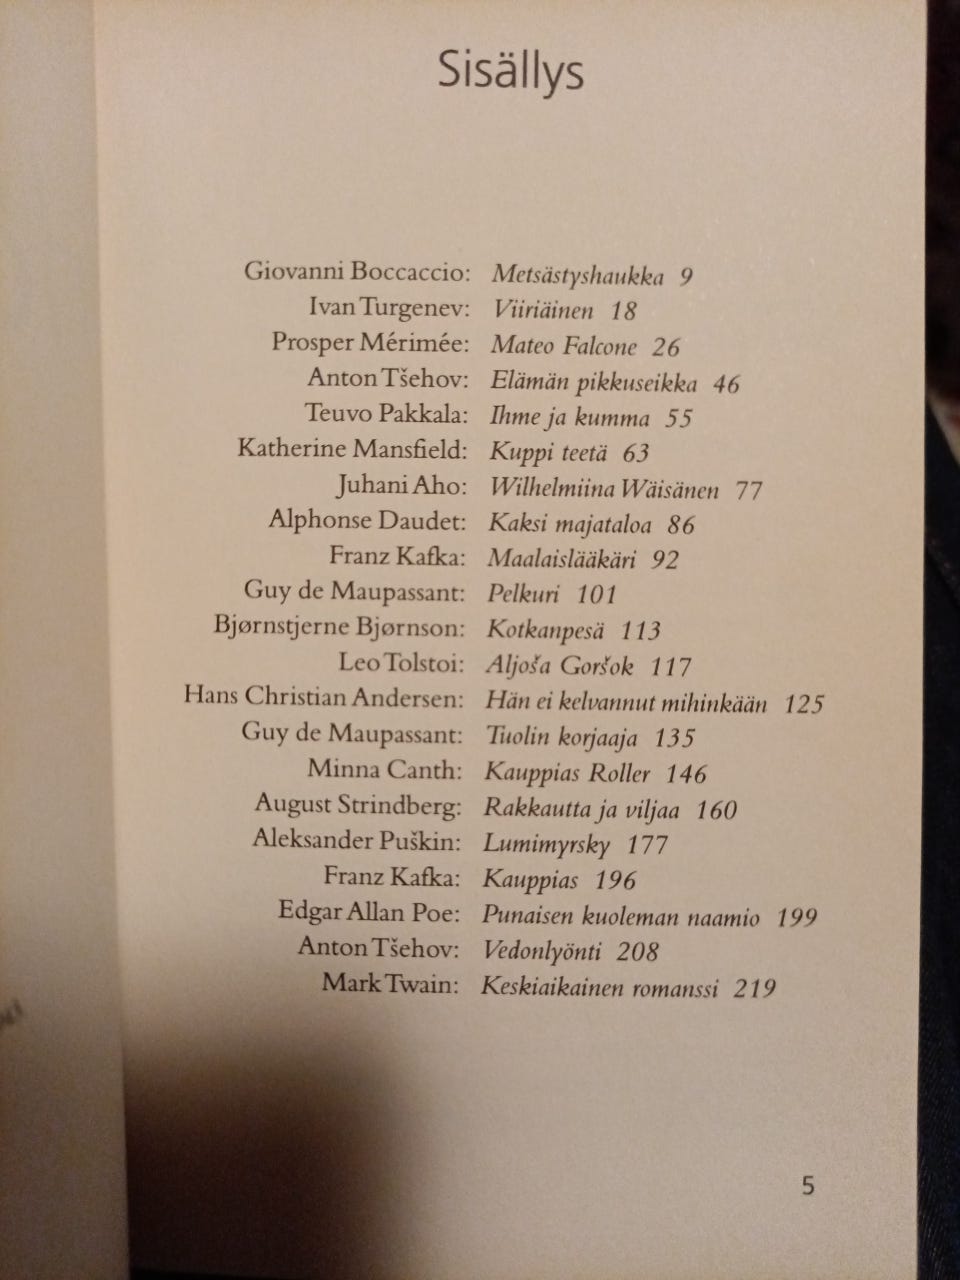 Sisällys
Giovanni Boccaccio: Metsästyshaukka 9
Ivan Turgenev: Viiriäinen 18
Prosper Mérimée: Mateo Falcone 26
Anton Tšehov: Elämän pikkuseikka 46
Teuvo Pakkala: Ihme ja kumma 55
Katherine Mansfield: Kuppi teetä 63
Juhani Aho: Wilhelmiina Wäisänen 77
Alphonse Daudet: Kaksi majataloa 86
Franz Kafka: Maalaislääkäri 92
Guy de Maupassant: Pelkuri 101
Bjørnstjerne Bjørnson: Kotkanpesä 113
Leo Tolstoi: Aljoša Goršok 117
Hans Christian Andersen: Hän ei kelvannut mihinkään 125
Guy de Maupassant: Tuolin korjaaja 135
Minna Canth: Kauppias Roller 146
August Strindberg: Rakkautta ja viljaa 160
Aleksander Puškin: Lumimyrsky 177
Franz Kafka: Kauppias 196
Edgar Allan Poe: Punaisen kuoleman naamio 199
Anton Tšehov: Vedonlyönti 208
Mark Twain: Keskiaikainen romanssi 219
5